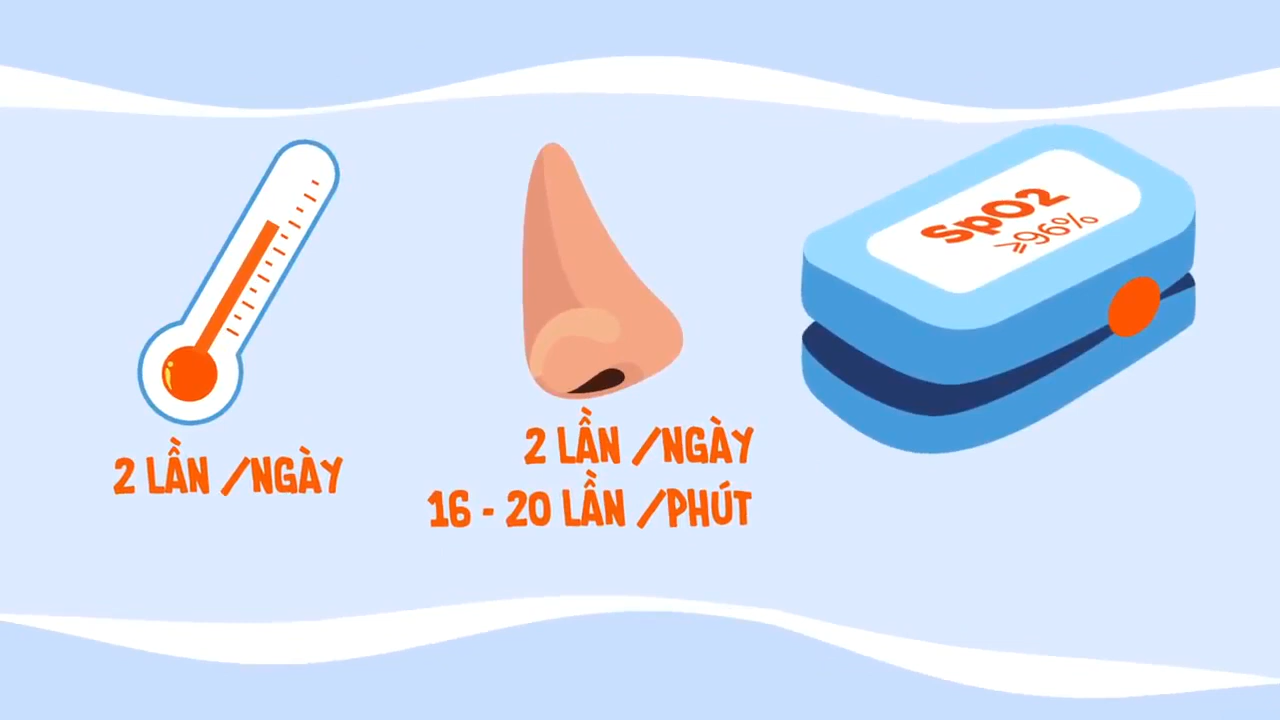 2 LẦN /NGÀY
2 LẦN /NGÀY
16 - 20 LẦN /PHÚT
SpO2
≥96%